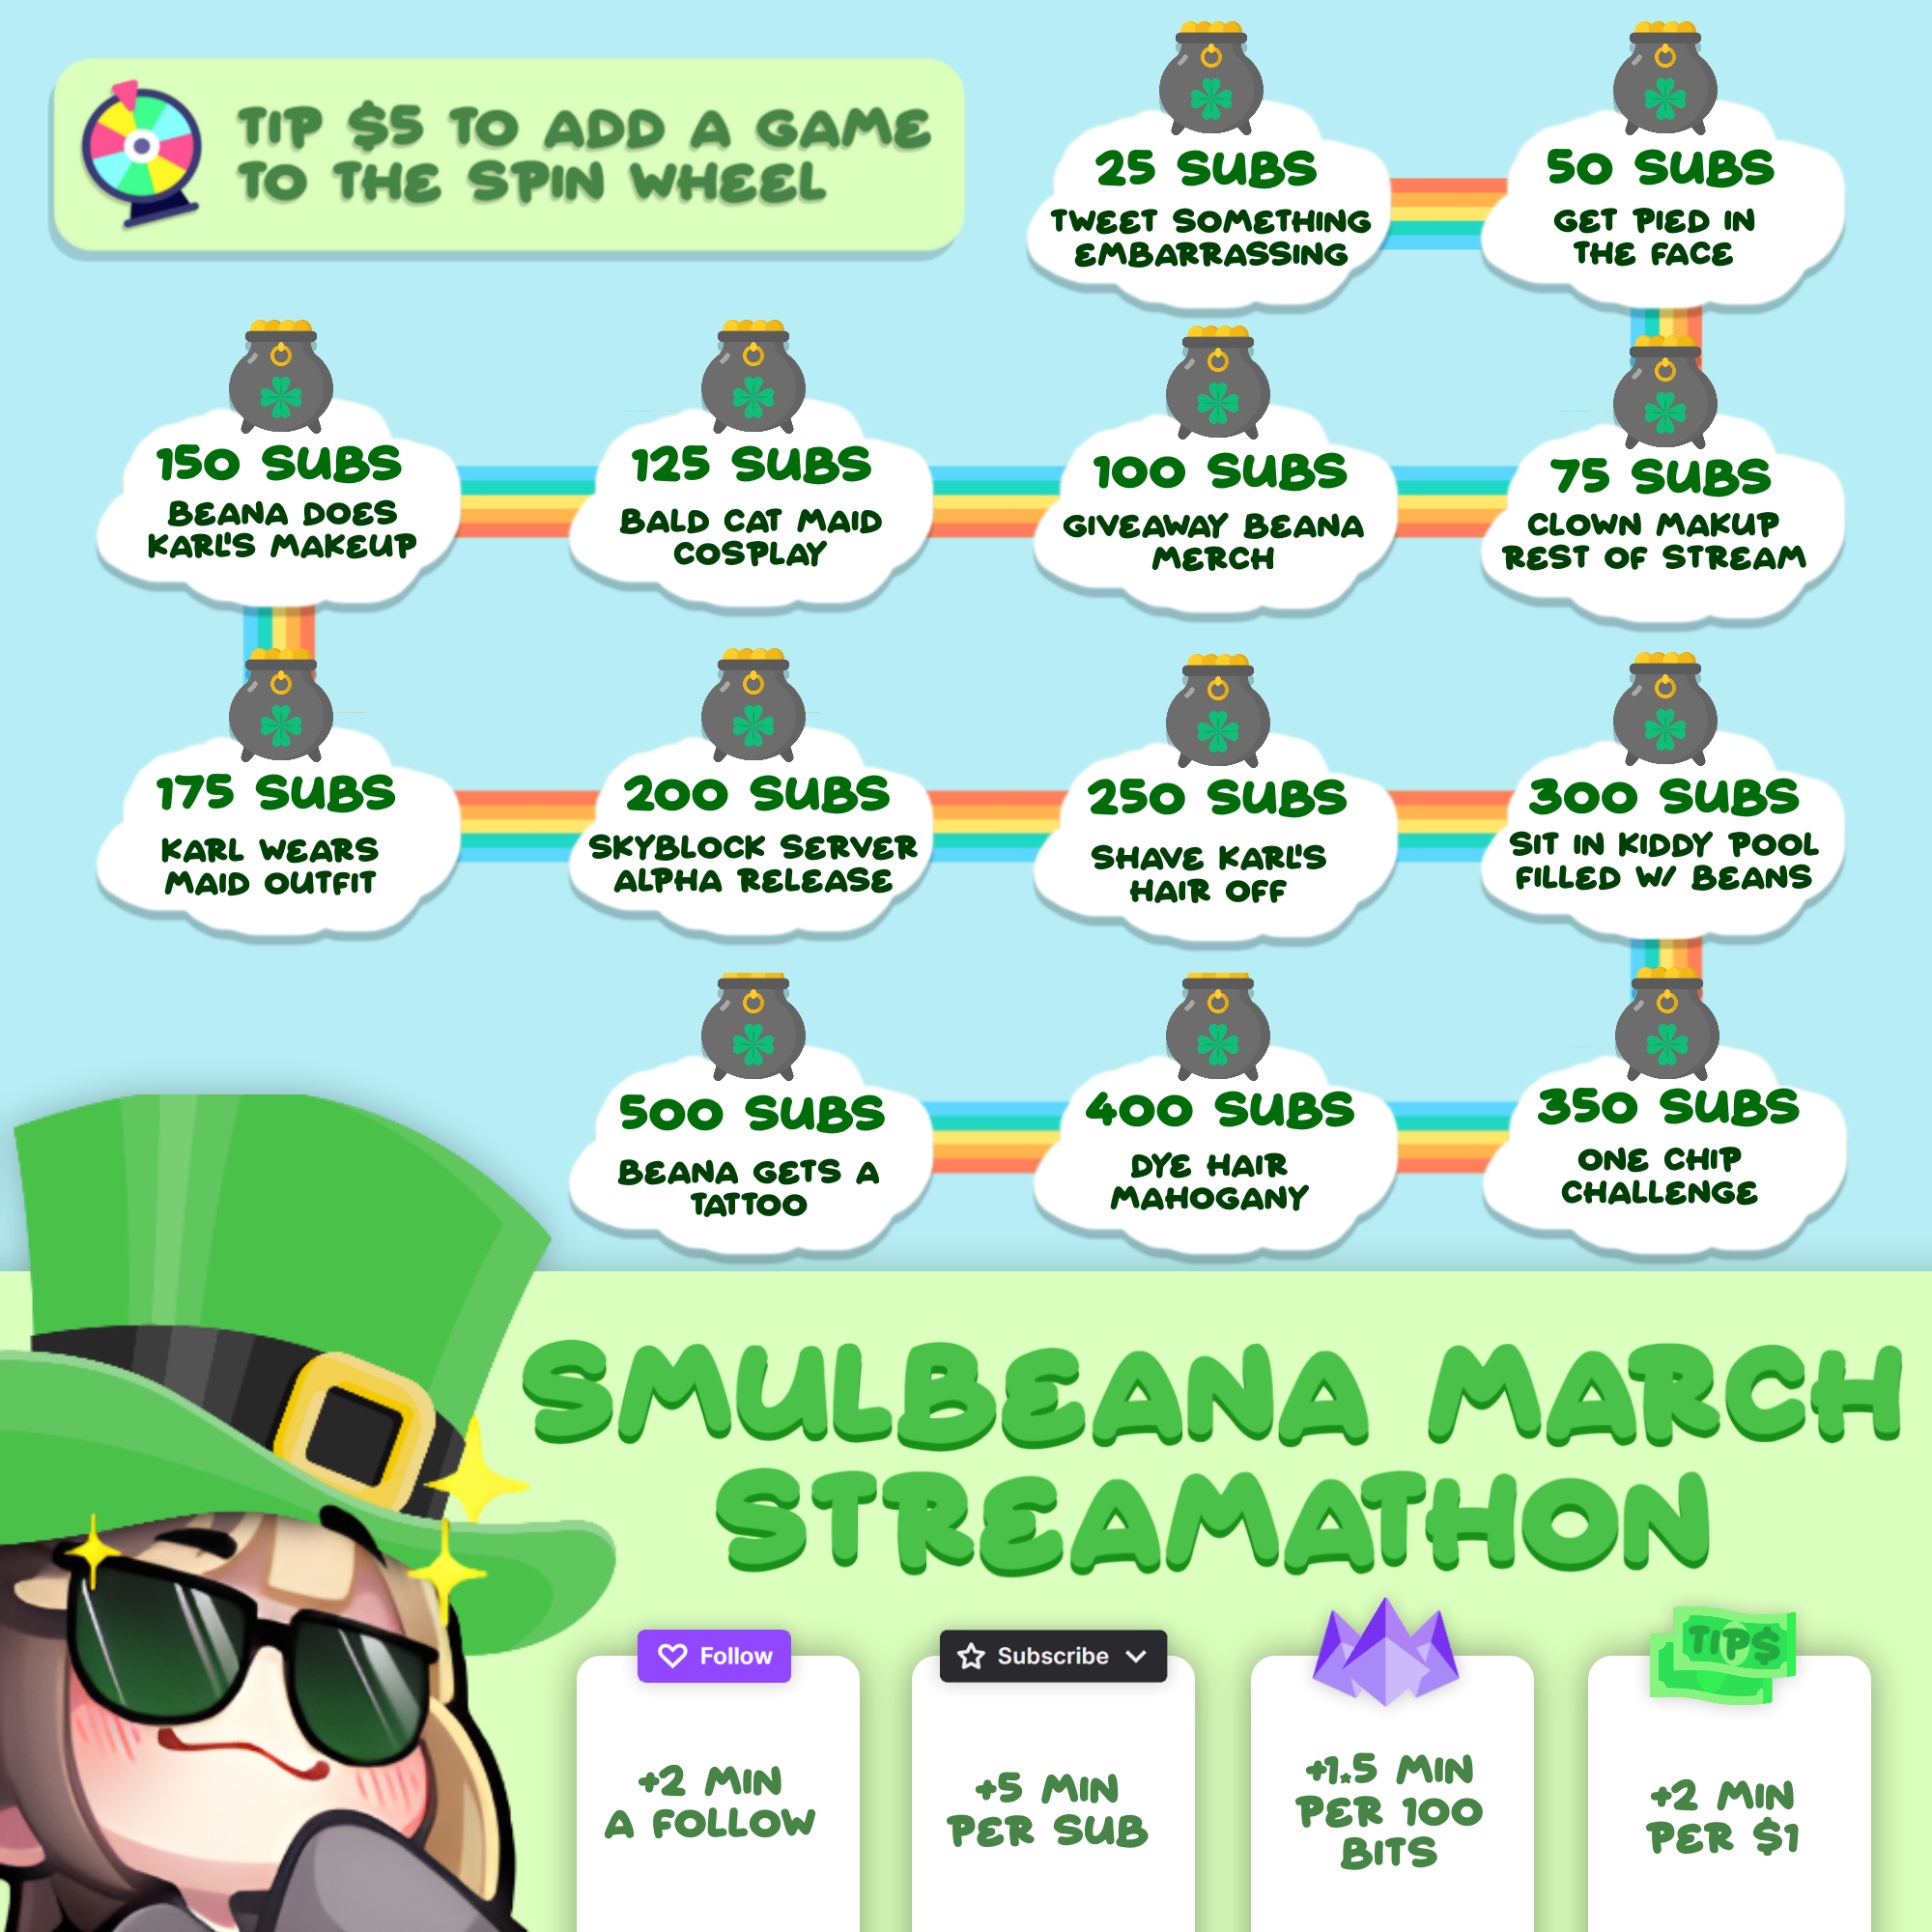 TIP $5 TO ADD A GAME
TO THE SPIN WHEEL
25 SUBS
TWEET SOMETHING
EMBARRASSING
50 SUBS
GET PIED IN
THE FACE
75 SUBS
CLOWN MAKUP
REST OF STREAM
100 SUBS
GIVEAWAY BEANA
MERCH
125 SUBS
BALD CAT MAID
COSPLAY
150 SUBS
BEANA DOES
KARL'S MAKEUP
175 SUBS
KARL WEARS
MAID OUTFIT
200 SUBS
SKYBLOCK SERVER
ALPHA RELEASE
250 SUBS
SHAVE KARL'S
HAIR OFF
300 SUBS
SIT IN KIDDY POOL
FILLED W/ BEANS
350 SUBS
ONE CHIP
CHALLENGE
400 SUBS
DYE HAIR
MAHOGANY
500 SUBS
BEANA GETS A
TATTOO
SMULBEANA MARCH
STREAMATHON
Follow
+2 MIN
A FOLLOW
Subscribe
+5 MIN
PER SUB
+1.5 MIN
PER 100
BITS
TIPS
+2 MIN
PER $1